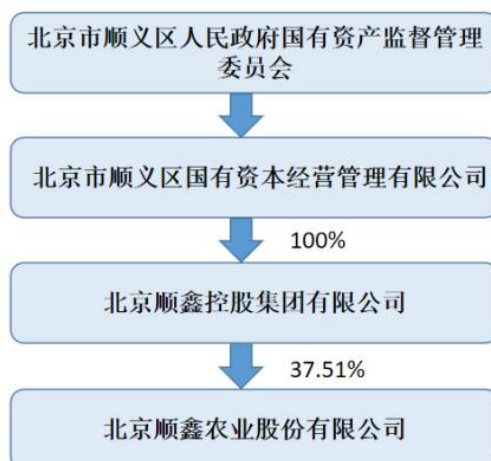 北京市顺义区人民政府国有资产监督管理
委员会
北京市顺义区国有资本经营管理有限公司
100%
北京顺鑫控股集团有限公司
37.51%
北京顺鑫农业股份有限公司